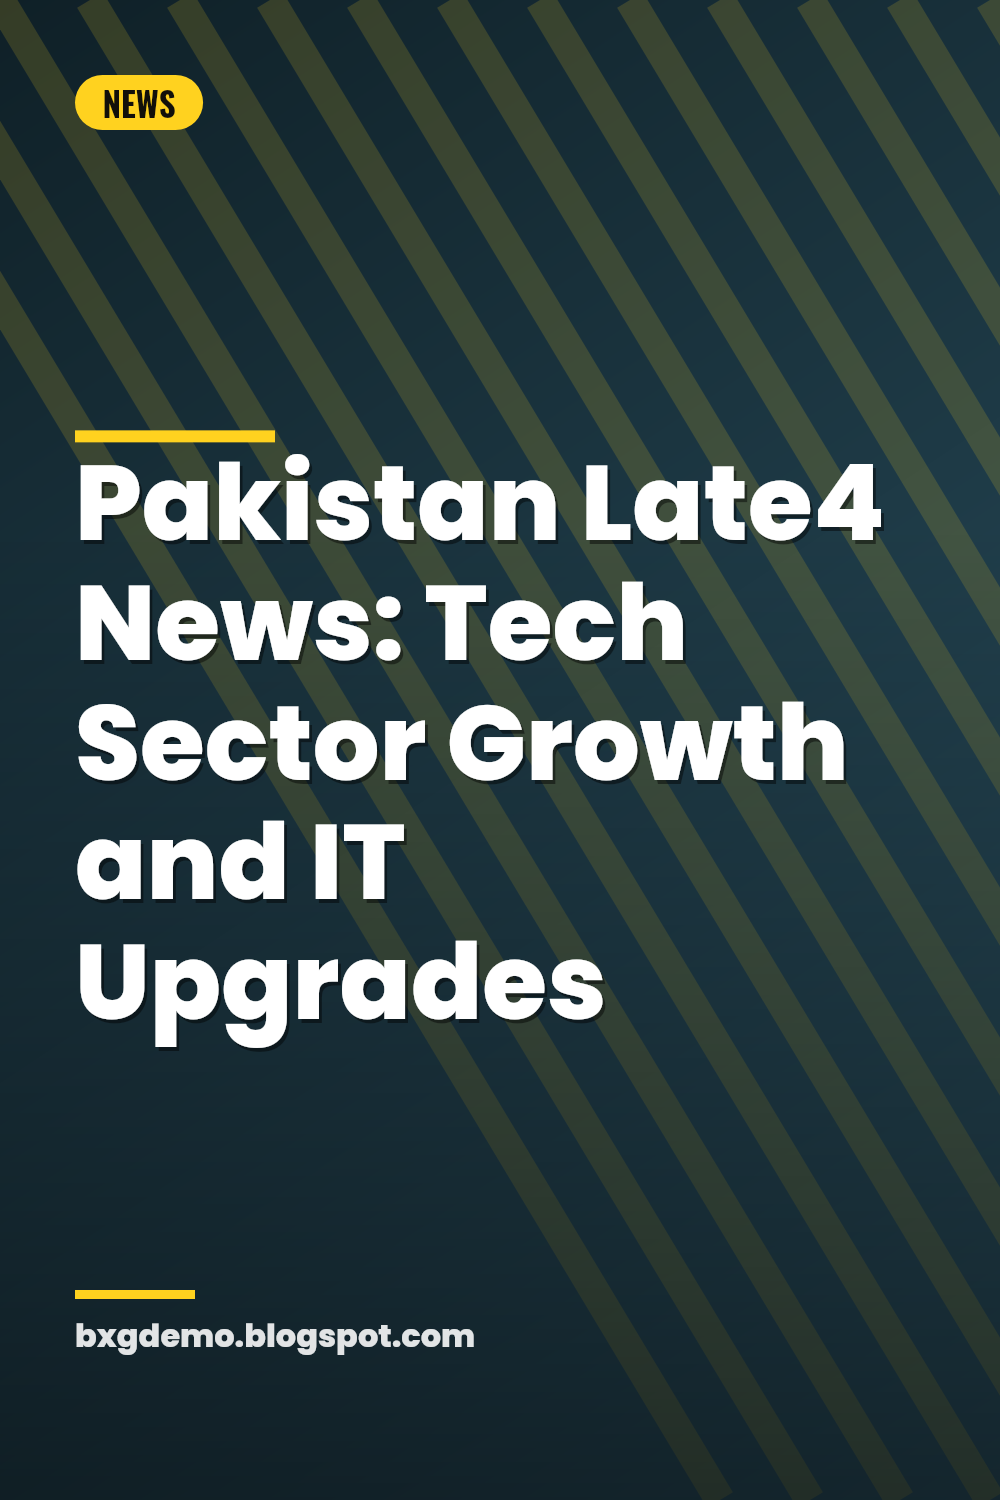 NEWS
Pakistan Late4
News: Tech
Sector Growth
and IT
Upgrades
bxgdemo.blogspot.com